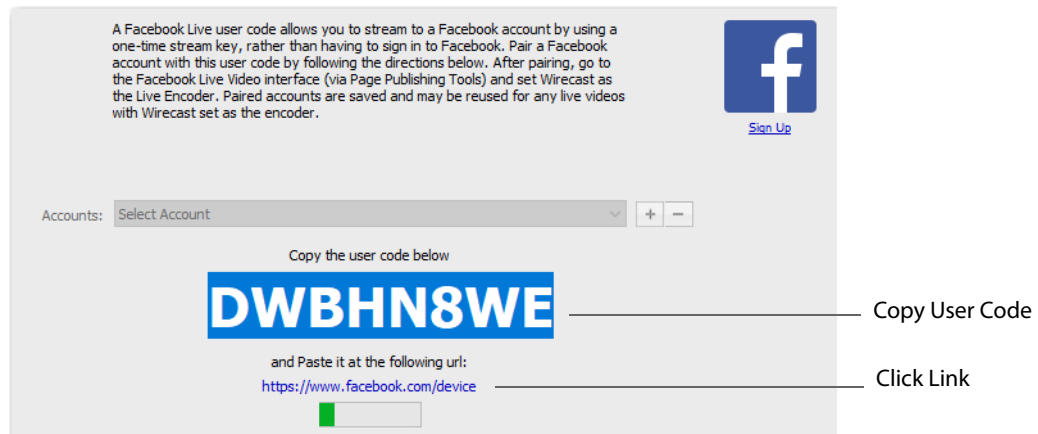 A Facebook Live user code allows you to stream to a Facebook account by using a
one-time stream key, rather than having to sign in to Facebook. Pair a Facebook
account with this user code by following the directions below. After pairing, go to
the Facebook Live Video interface (via Page Publishing Tools) and set Wirecast as
the Live Encoder. Paired accounts are saved and may be reused for any live videos
with Wirecast set as the encoder.
f
Sign Up
Accounts: Select Account + −
Copy the user code below
DWBHN8WE
Copy User Code
and Paste it at the following url:
https://www.facebook.com/device
Click Link